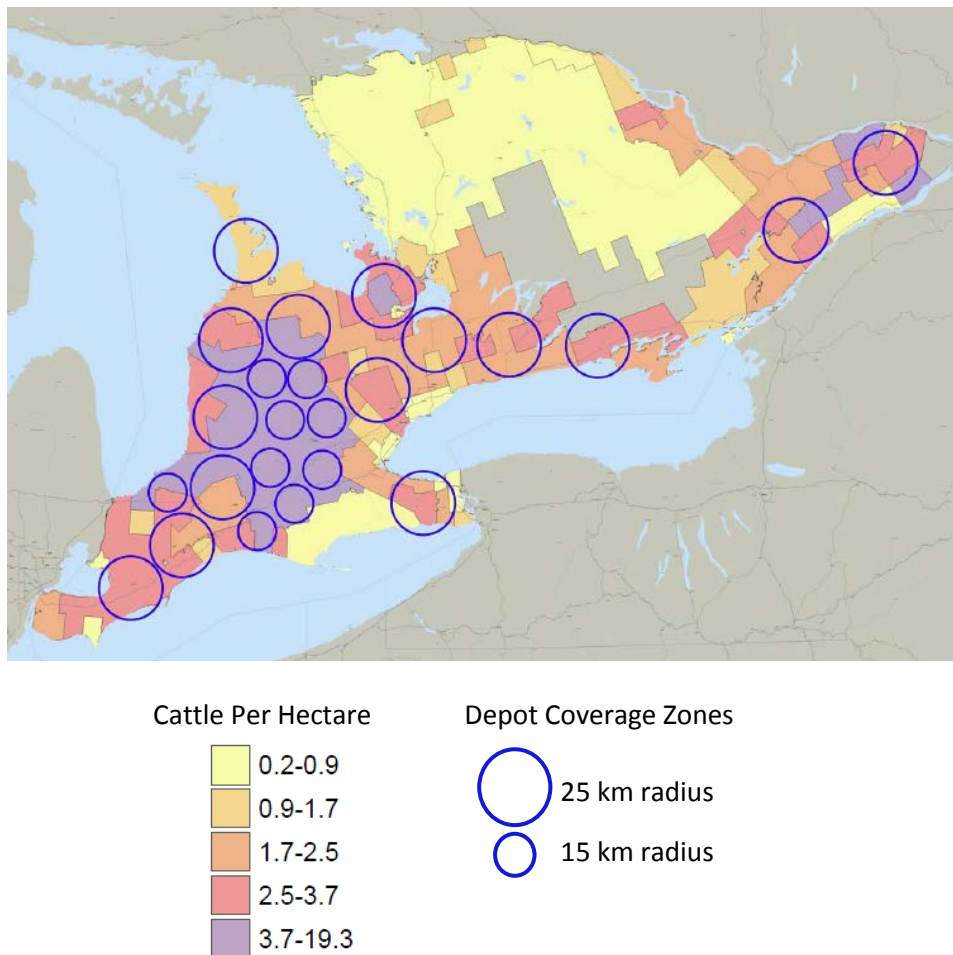 Cattle Per Hectare
0.2-0.9
0.9-1.7
1.7-2.5
2.5-3.7
3.7-19.3
Depot Coverage Zones
25 km radius
15 km radius